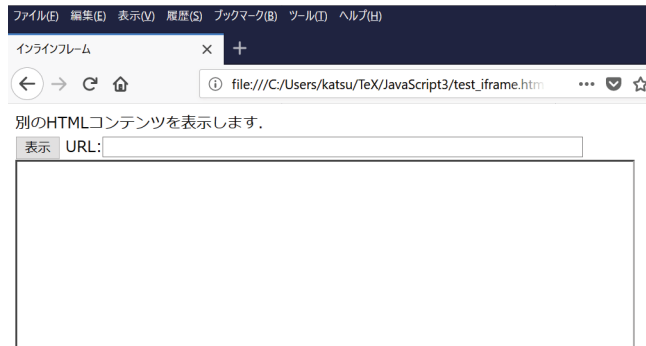 ファイル(F) 編集(E) 表示(V) 履歴(S) ブックマーク(B) ツール(T) ヘルプ(H)
インラインフレーム
file:///C:/Users/katsu/TeX/JavaScript3/test_iframe.htm
別のHTMLコンテンツを表示します.
表示 URL: